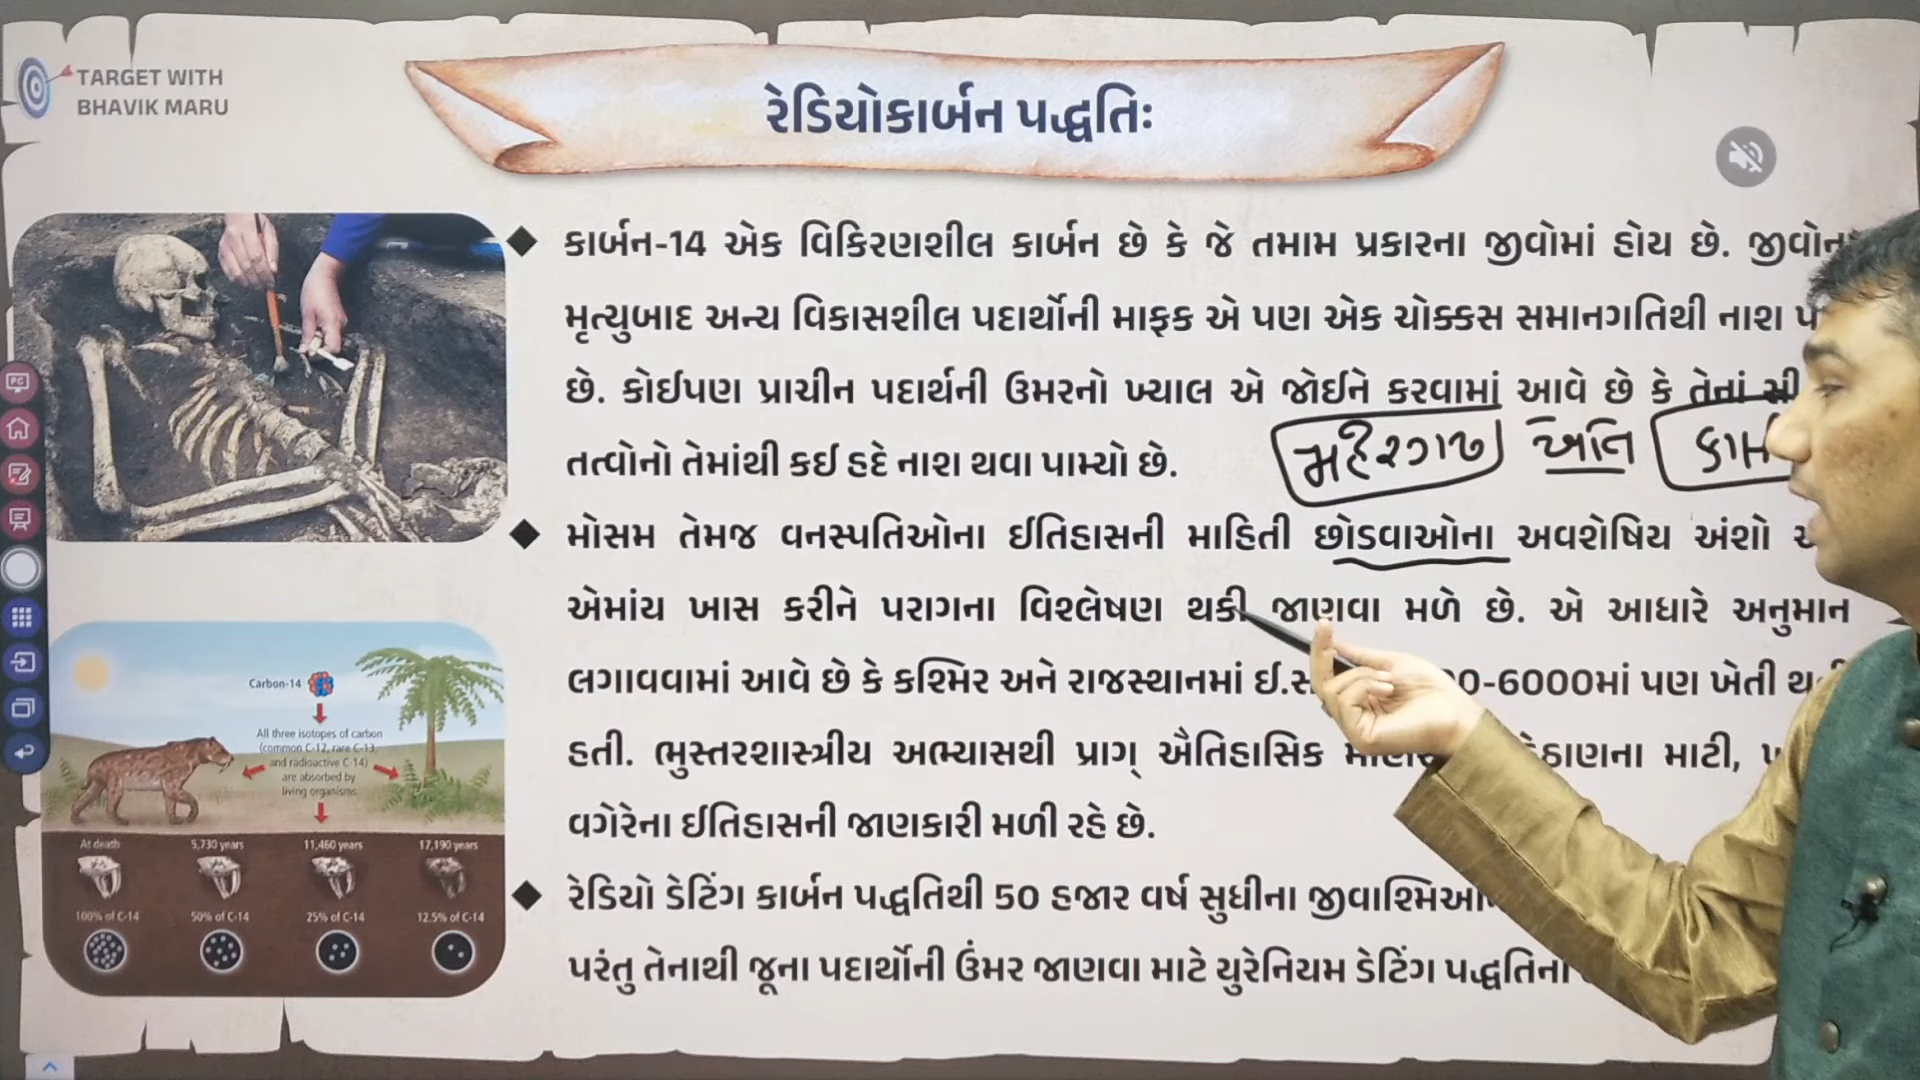 TARGET WITH
BHAVIK MARU
રેડિયોકાર્બન પદ્ધતિઃ
કાર્બન-14 એક વિકિરણશીલ કાર્બન છે કે જે તમામ પ્રકારના જીવોમાં હોય છે.
મૃત્યુબાદ અન્ય વિકાસશીલ પદાર્થોની માફક એ પણ એક ચોક્કસ સમાનગતિથી નાશ
છે. કોઈપણ પ્રાચીન પદાર્થની ઉમરનો ખ્યાલ એ જોઈને કરવામાં આવે છે કે તેનાં
તત્વોનો તેમાંથી કઈ હદે નાશ થવા પામ્યો છે.
મોસમ તેમજ વનસ્પતિઓના ઈતિહાસની માહિતી છોડવાઓના અવશેષિય અંશો
એમાંય ખાસ કરીને પરાગના વિશ્લેષણ થકી જાણવા મળે છે. એ આધારે અનુમાન
લગાવવામાં આવે છે કે કશ્મિર અને રાજસ્થાનમાં 0-6000માં પણ ખેતી
હતી. ભુસ્તરશાસ્ત્રીય અભ્યાસથી પ્રાગ્ ઐતિહાસિક માટી,
વગેરેના ઈતિહાસની જાણકારી મળી રહે છે.
રેડિયો ડેટિંગ કાર્બન પદ્ધતિથી 50 હજાર વર્ષ સુધીના
પરંતુ તેનાથી જૂના પદાર્થોની ઉંમર જાણવા માટે યુરેનિયમ ડેટિંગ
PC
Carbon-14
All three isotopes of carbon
(common C-12, rare C-13,
and radioactive C-14)
are absorbed by
living organisms
At death 5,730 years 11,460 years 17,190 years
100% of C-14 50% of C-14 25% of C-14 12.5% of C-14